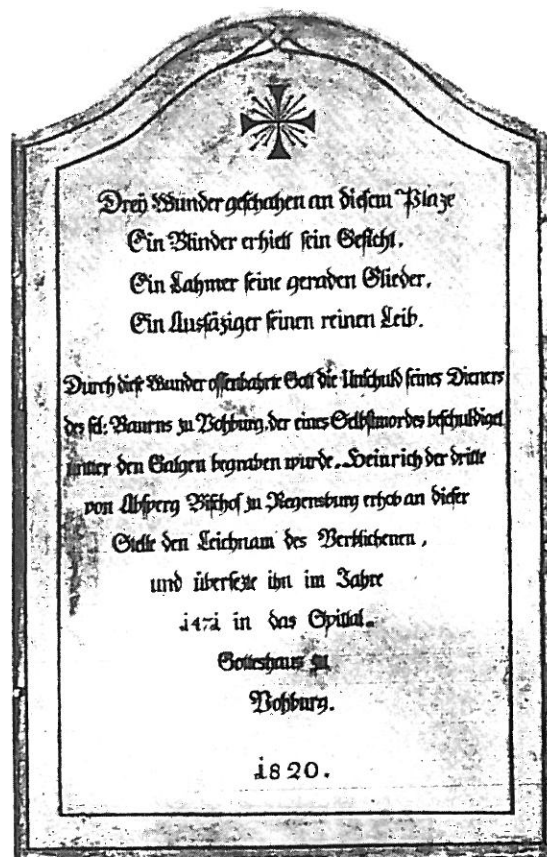 Dreÿ Wunder geschahen an diesem Plaze
Ein Blinder erhielt sein Gesicht,
Ein Lahmer seine geraden Glieder,
Ein Aussäziger seinen reinen Leib.
Durch diese Wunder offenbahrte Gott die Unschuld seines Dieners
des sel: Baurns zu Vohburg, der eines Selbstmordes beschuldiget
unter den Galgen begraben wurde. Heinrich der dritte
von Absperg Bischof zu Regensburg erhob an dieser
Stelle den Leichnam des Verblichenen,
und übersezte ihn im Jahre
1471 in das Spittal-
Gotteshaus zu
Vohburg.
1820.